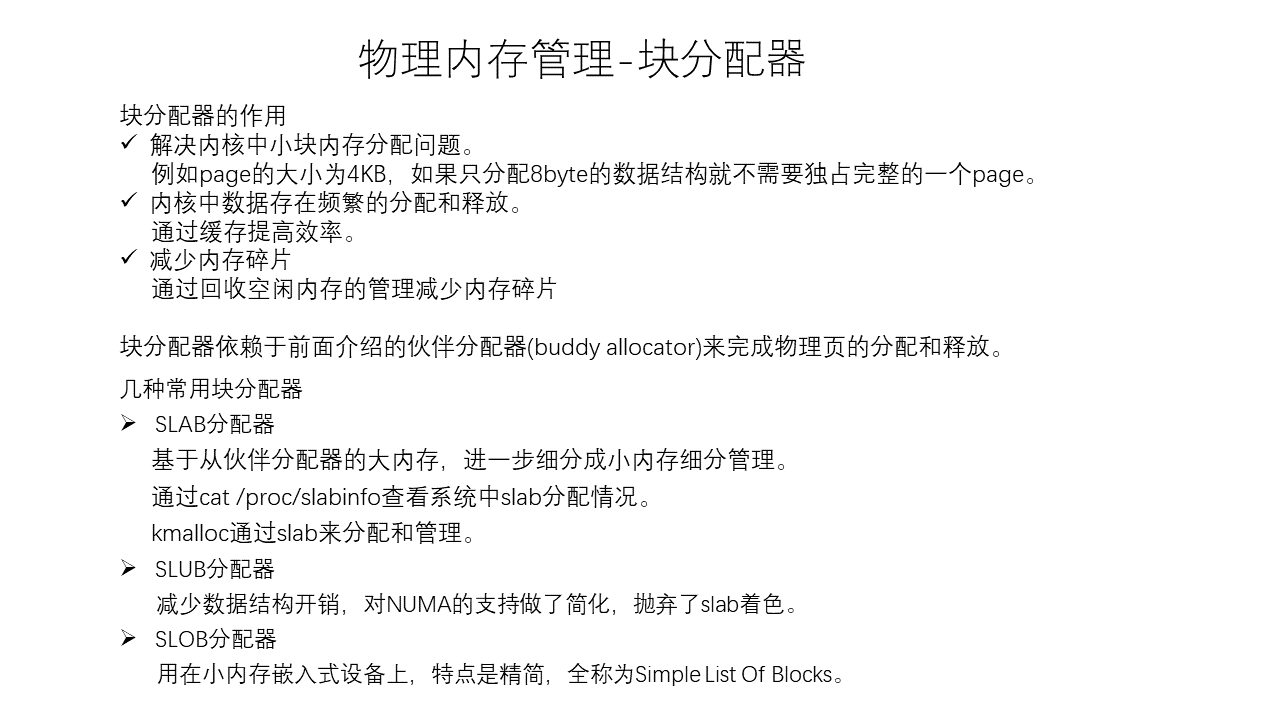 物理内存管理-块分配器
块分配器的作用
✓ 解决内核中小块内存分配问题。
例如page的大小为4KB，如果只分配8byte的数据结构就不需要独占完整的一个page。
✓ 内核中数据存在频繁的分配和释放。
通过缓存提高效率。
✓ 减少内存碎片
通过回收空闲内存的管理减少内存碎片
块分配器依赖于前面介绍的伙伴分配器(buddy allocator)来完成物理页的分配和释放。
几种常用块分配器
➢ SLAB分配器
基于从伙伴分配器的大内存，进一步细分成小内存细分管理。
通过cat /proc/slabinfo查看系统中slab分配情况。
kmalloc通过slab来分配和管理。
➢ SLUB分配器
减少数据结构开销，对NUMA的支持做了简化，抛弃了slab着色。
➢ SLOB分配器
用在小内存嵌入式设备上，特点是精简，全称为Simple List Of Blocks。